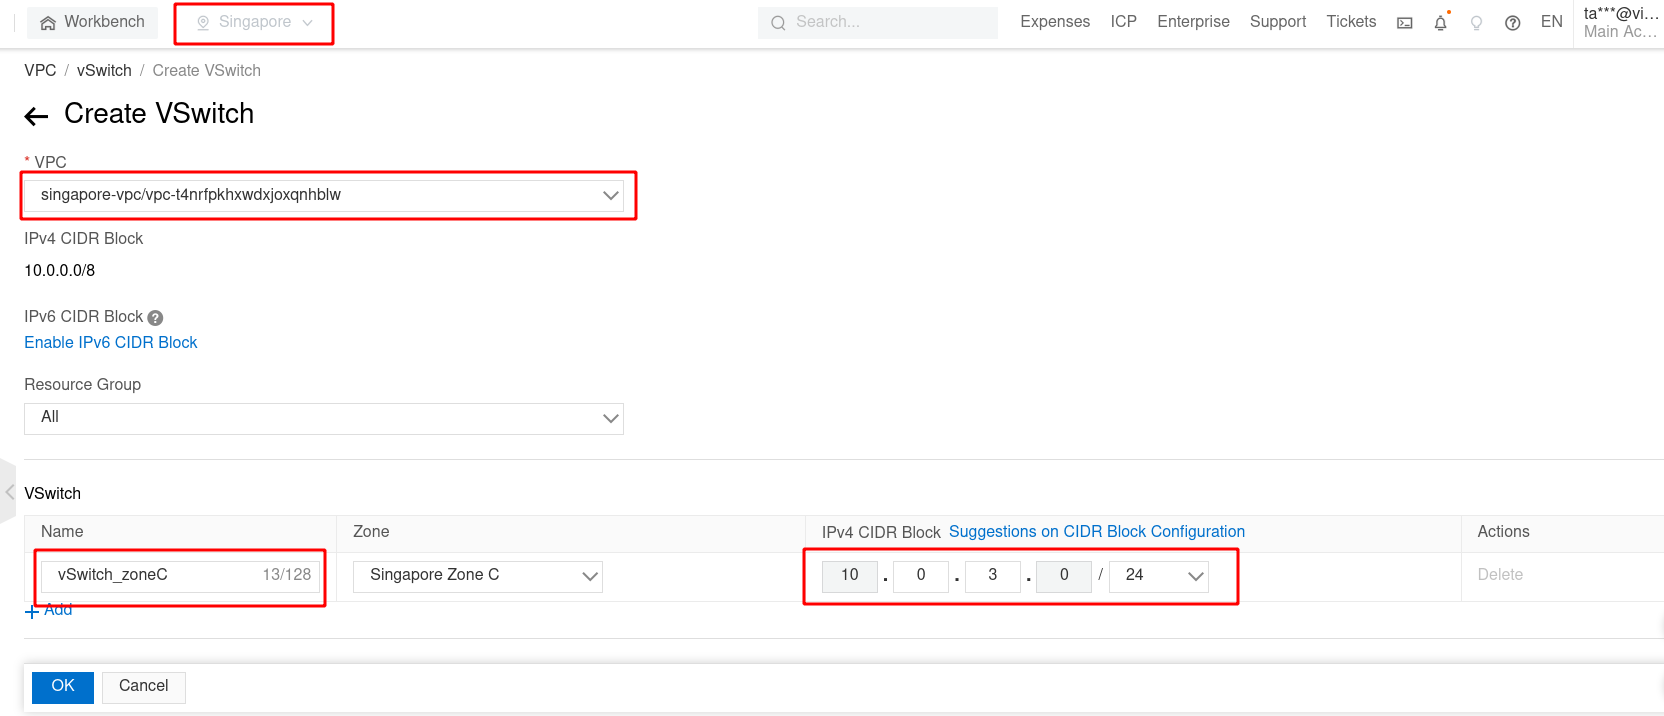 Workbench Singapore Search... Expenses ICP Enterprise Support Tickets EN ta***@vi...
Main Ac...
VPC / vSwitch / Create VSwitch
Create VSwitch
* VPC
singapore-vpc/vpc-t4nrfpkhxwdxjoxqnhblw
IPv4 CIDR Block
10.0.0.0/8
IPv6 CIDR Block ?
Enable IPv6 CIDR Block
Resource Group
All
VSwitch
Name Zone IPv4 CIDR Block Suggestions on CIDR Block Configuration Actions
vSwitch_zoneC 13/128 Singapore Zone C 10 . 0 . 3 . 0 / 24 Delete
+ Add
OK Cancel